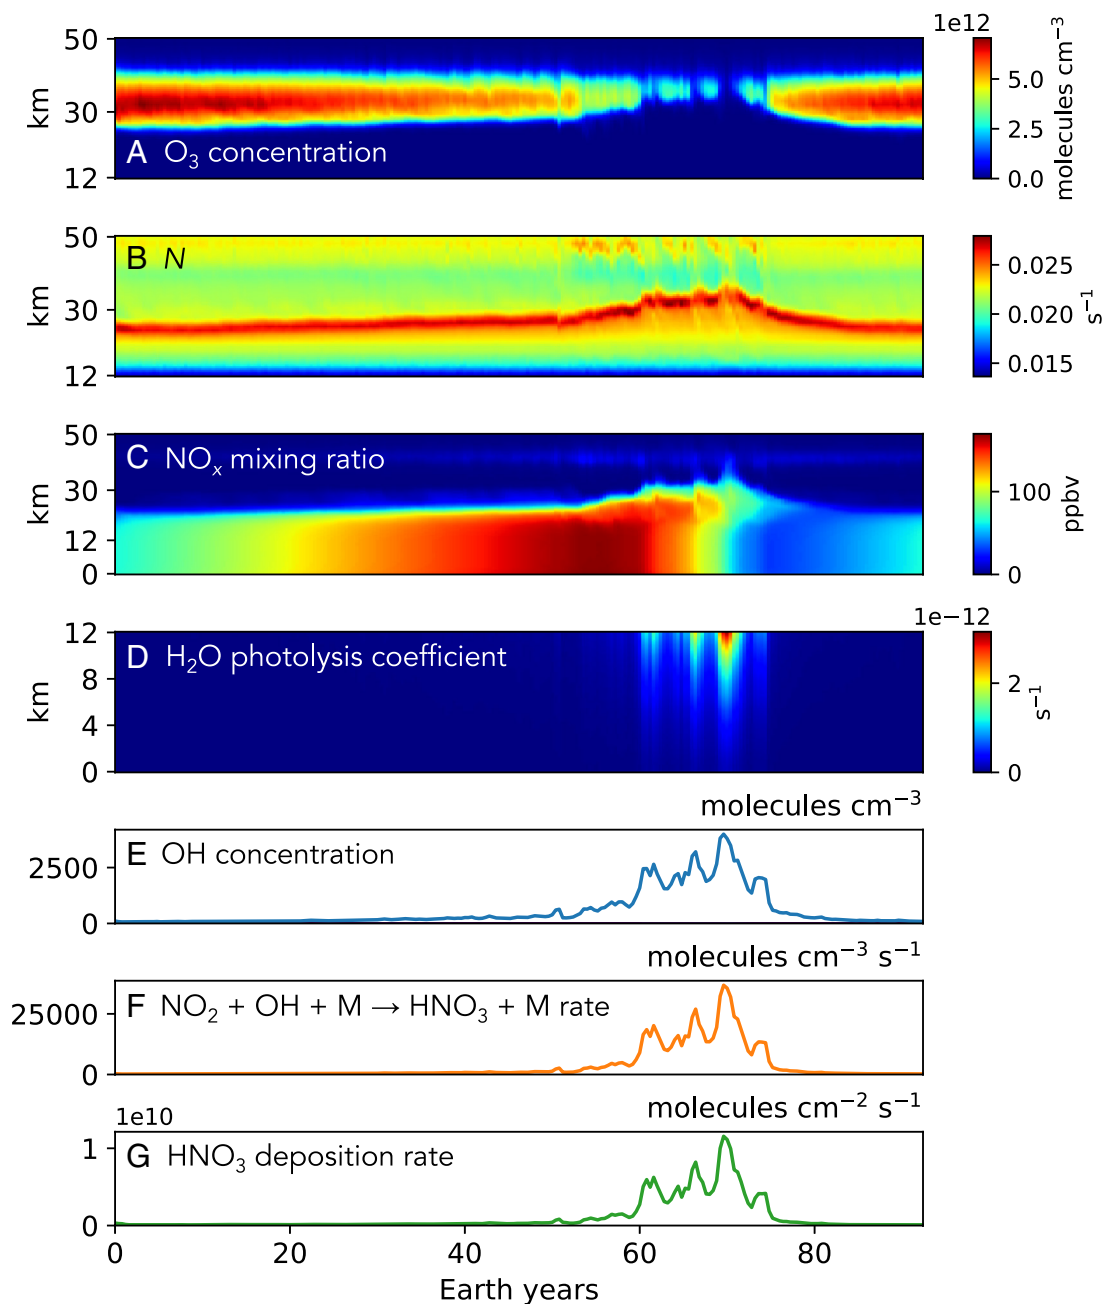 1e12
50
30
12
km
A O₃ concentration
5.0
2.5
0.0
molecules cm⁻³
50
30
12
km
B N
0.025
0.020
0.015
s⁻¹
50
30
12
0
C NOₓ mixing ratio
100
0
ppbv
1e−12
12
8
4
0
km
D H₂O photolysis coefficient
2
0
s⁻¹
molecules cm⁻³
2500
0
E OH concentration
molecules cm⁻³ s⁻¹
25000
0
F NO₂ + OH + M → HNO₃ + M rate
molecules cm⁻² s⁻¹
1e10
1
0
G HNO₃ deposition rate
0 20 40 60 80
Earth years